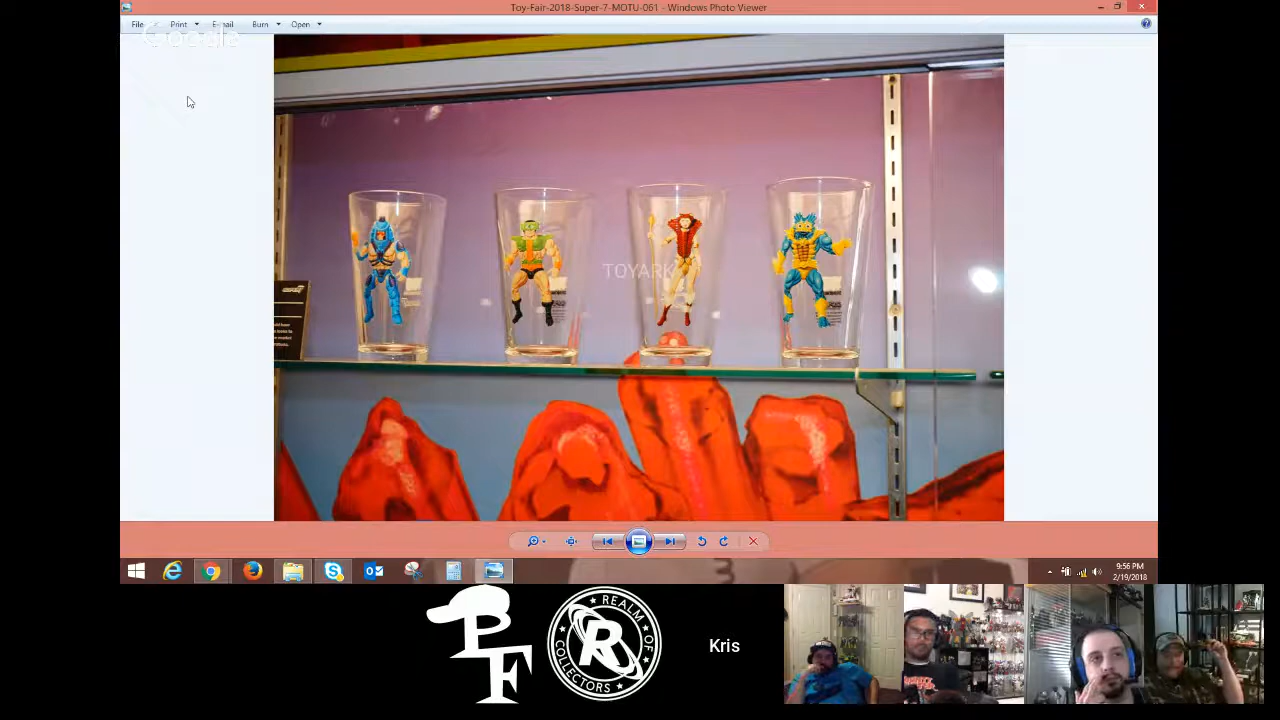 Toy-Fair-2018-Super-7-MOTU-061 - Windows Photo Viewer
File
Print
E-mail
Burn
Open
Google
TOYARK
9:56 PM
2/19/2018
PF
REALM OF
R
COLLECTORS
Kris